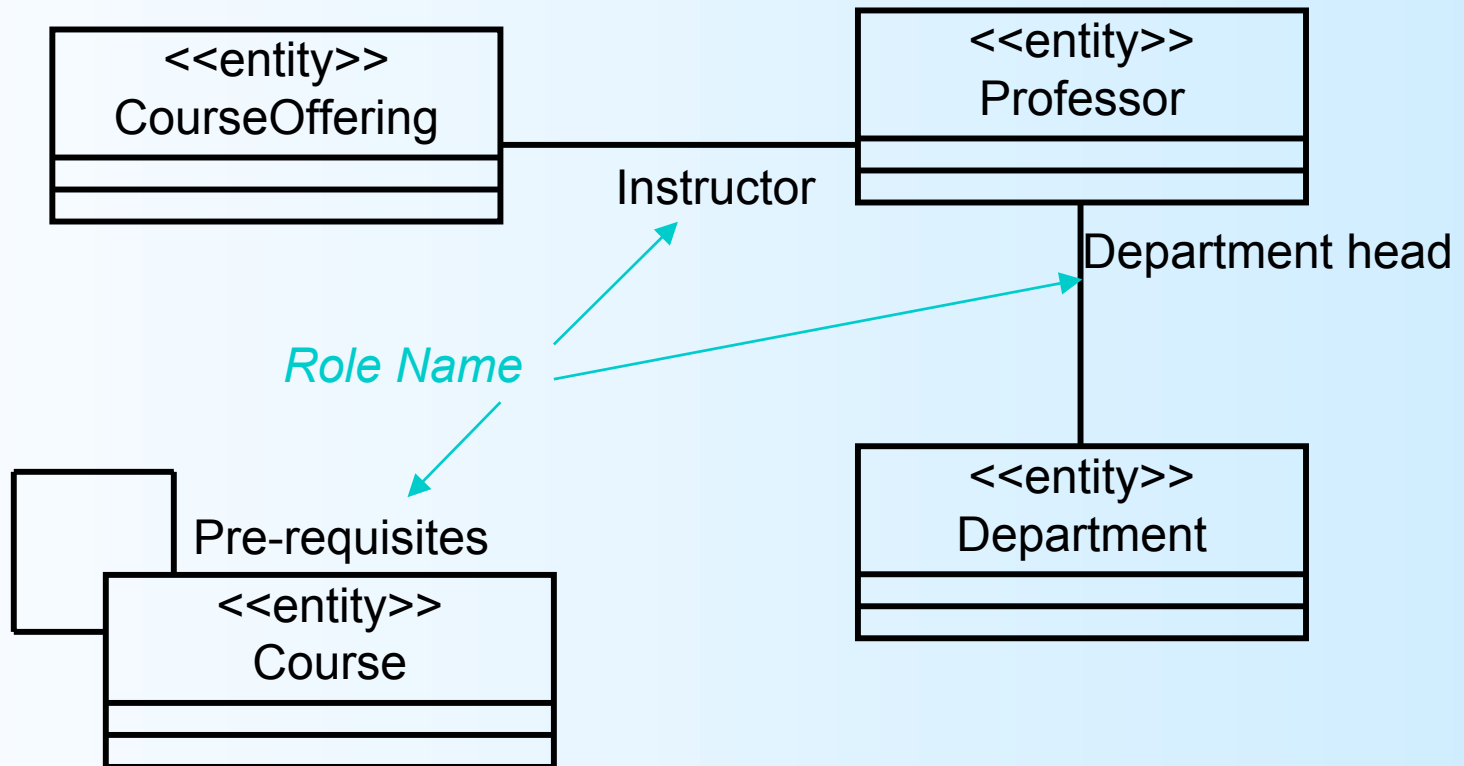 <<entity>>
CourseOffering
<<entity>>
Professor
Instructor
Department head
Role Name
Pre-requisites
<<entity>>
Course
<<entity>>
Department